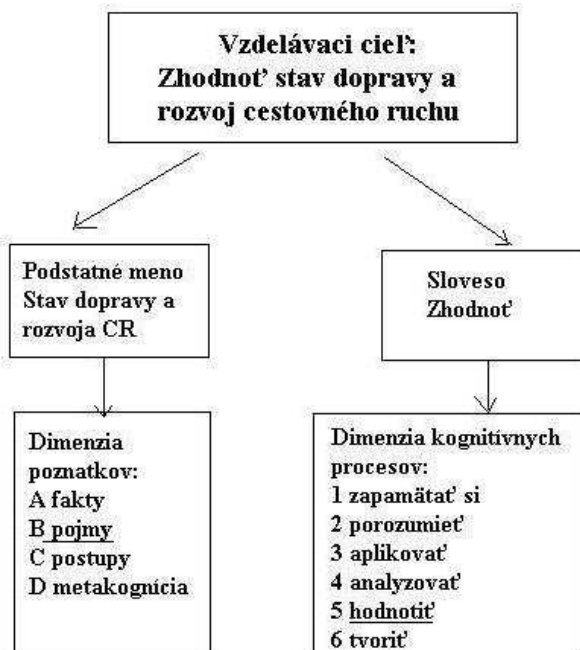 Vzdelávaci cieľ:
Zhodnoť stav dopravy a
rozvoj cestovného ruchu
Podstatné meno
Stav dopravy a
rozvoja CR
Sloveso
Zhodnoť
Dimenzia
poznatkov:
A fakty
B pojmy
C postupy
D metakognícia
Dimenzia kognitívnych
procesov:
1 zapamätať si
2 porozumieť
3 aplikovať
4 analyzovať
5 hodnotiť
6 tvoriť